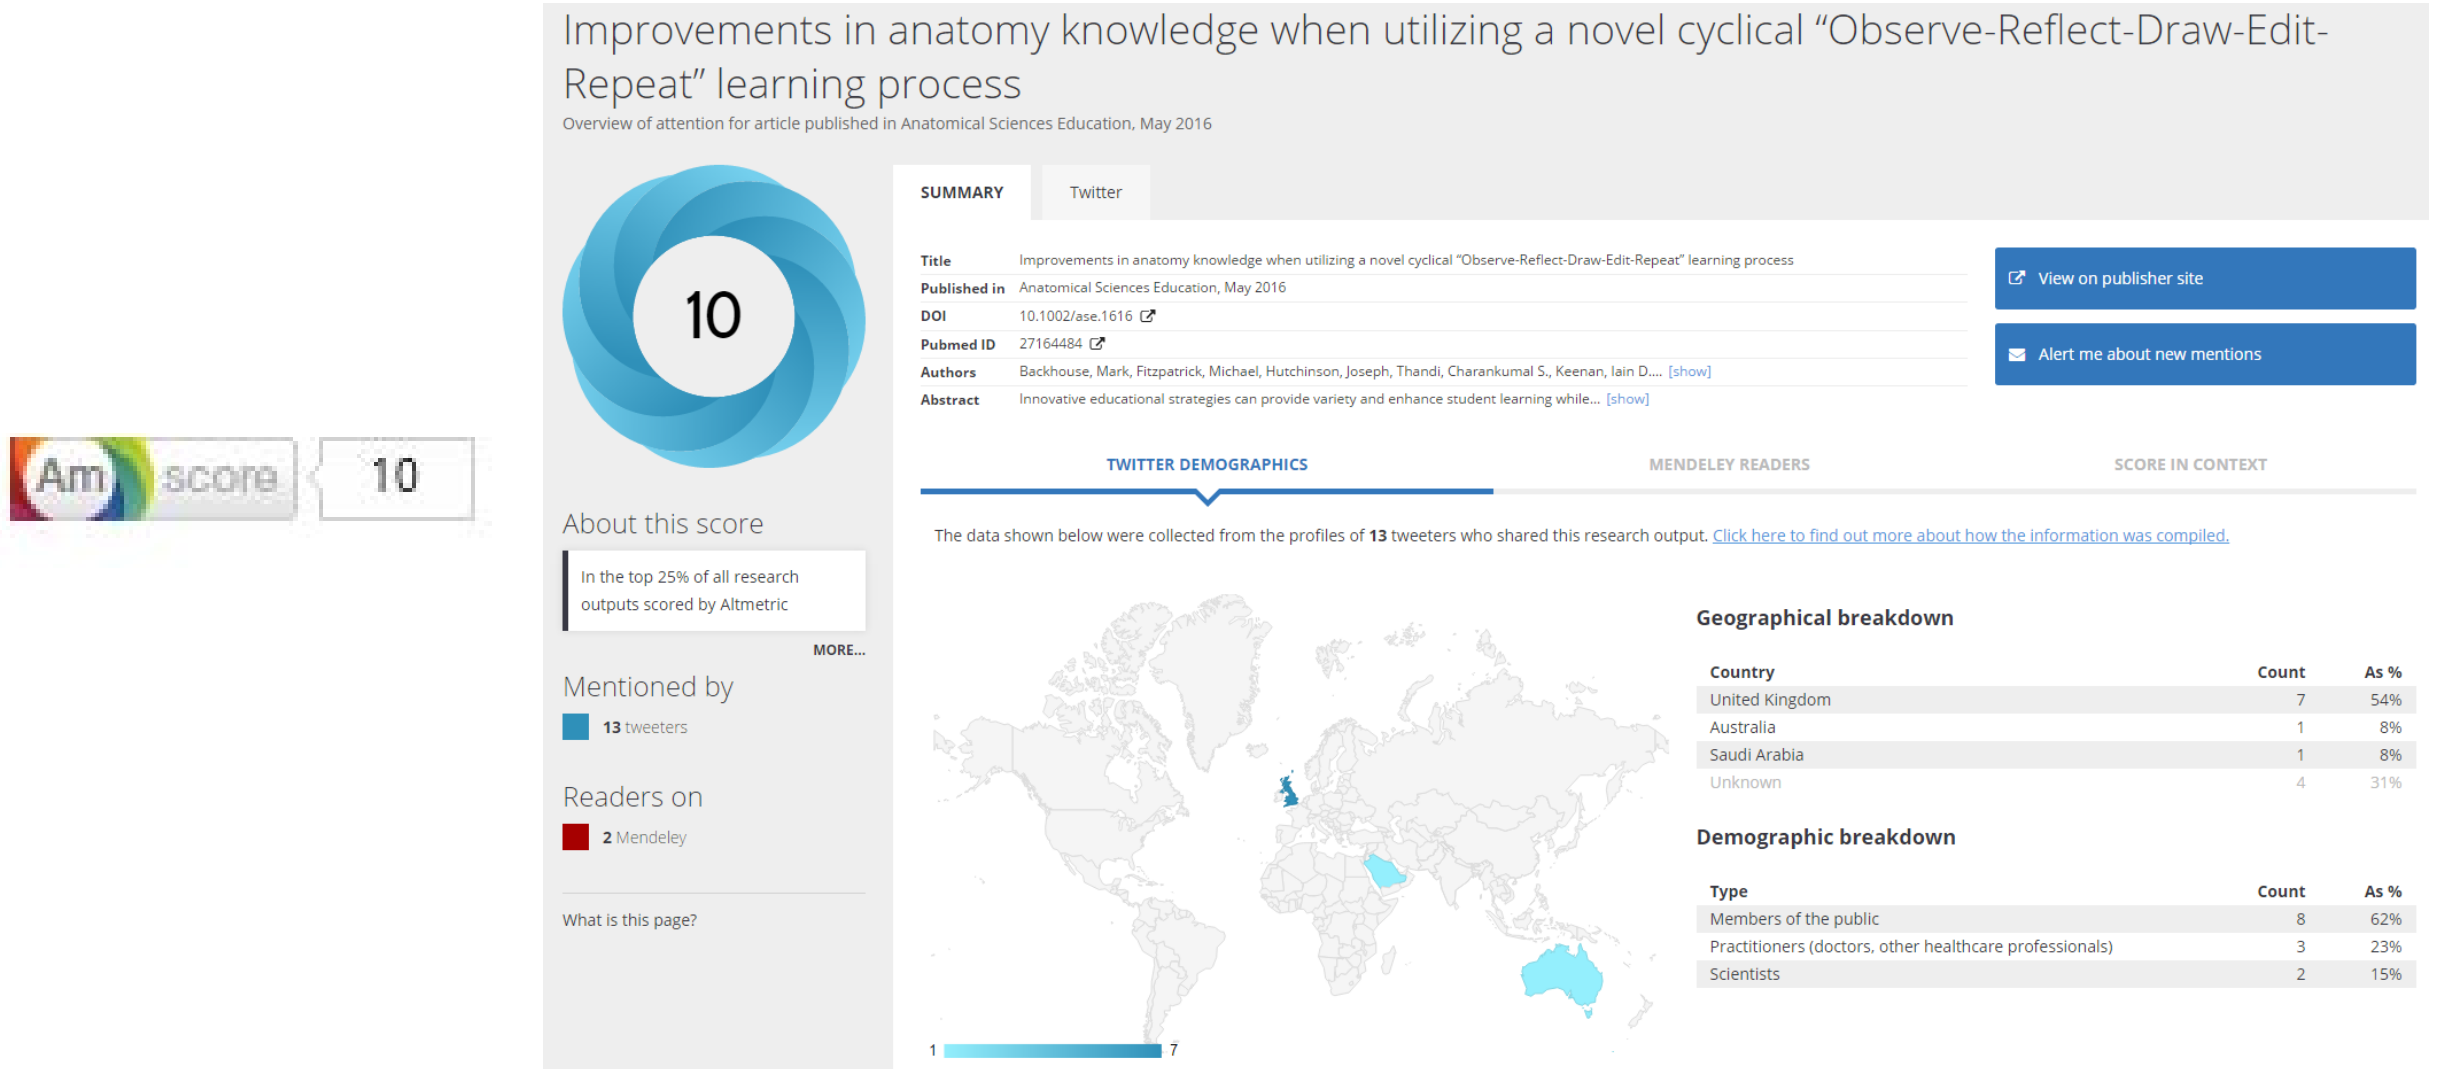 Am score 10
Improvements in anatomy knowledge when utilizing a novel cyclical “Observe-Reflect-Draw-Edit-
Repeat” learning process
Overview of attention for article published in Anatomical Sciences Education, May 2016
10
About this score
In the top 25% of all research
outputs scored by Altmetric
MORE...
Mentioned by
13 tweeters
Readers on
2 Mendeley
What is this page?
SUMMARY Twitter
Title Improvements in anatomy knowledge when utilizing a novel cyclical “Observe-Reflect-Draw-Edit-Repeat” learning process
Published in Anatomical Sciences Education, May 2016
DOI 10.1002/ase.1616
Pubmed ID 27164484
Authors Backhouse, Mark, Fitzpatrick, Michael, Hutchinson, Joseph, Thandi, Charankumal S., Keenan, Iain D.... [show]
Abstract Innovative educational strategies can provide variety and enhance student learning while... [show]
View on publisher site
Alert me about new mentions
TWITTER DEMOGRAPHICS MENDELEY READERS SCORE IN CONTEXT
The data shown below were collected from the profiles of 13 tweeters who shared this research output. Click here to find out more about how the information was compiled.
1 7
Geographical breakdown
Country Count As %
United Kingdom 7 54%
Australia 1 8%
Saudi Arabia 1 8%
Unknown 4 31%
Demographic breakdown
Type Count As %
Members of the public 8 62%
Practitioners (doctors, other healthcare professionals) 3 23%
Scientists 2 15%